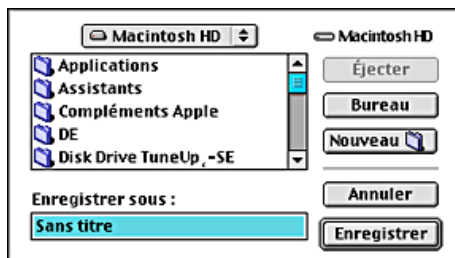 Macintosh HD
Macintosh HD
Applications
Assistants
Compléments Apple
DE
Disk Drive TuneUp¸-SE
Éjecter
Bureau
Nouveau
Enregistrer sous :
Sans titre
Annuler
Enregistrer